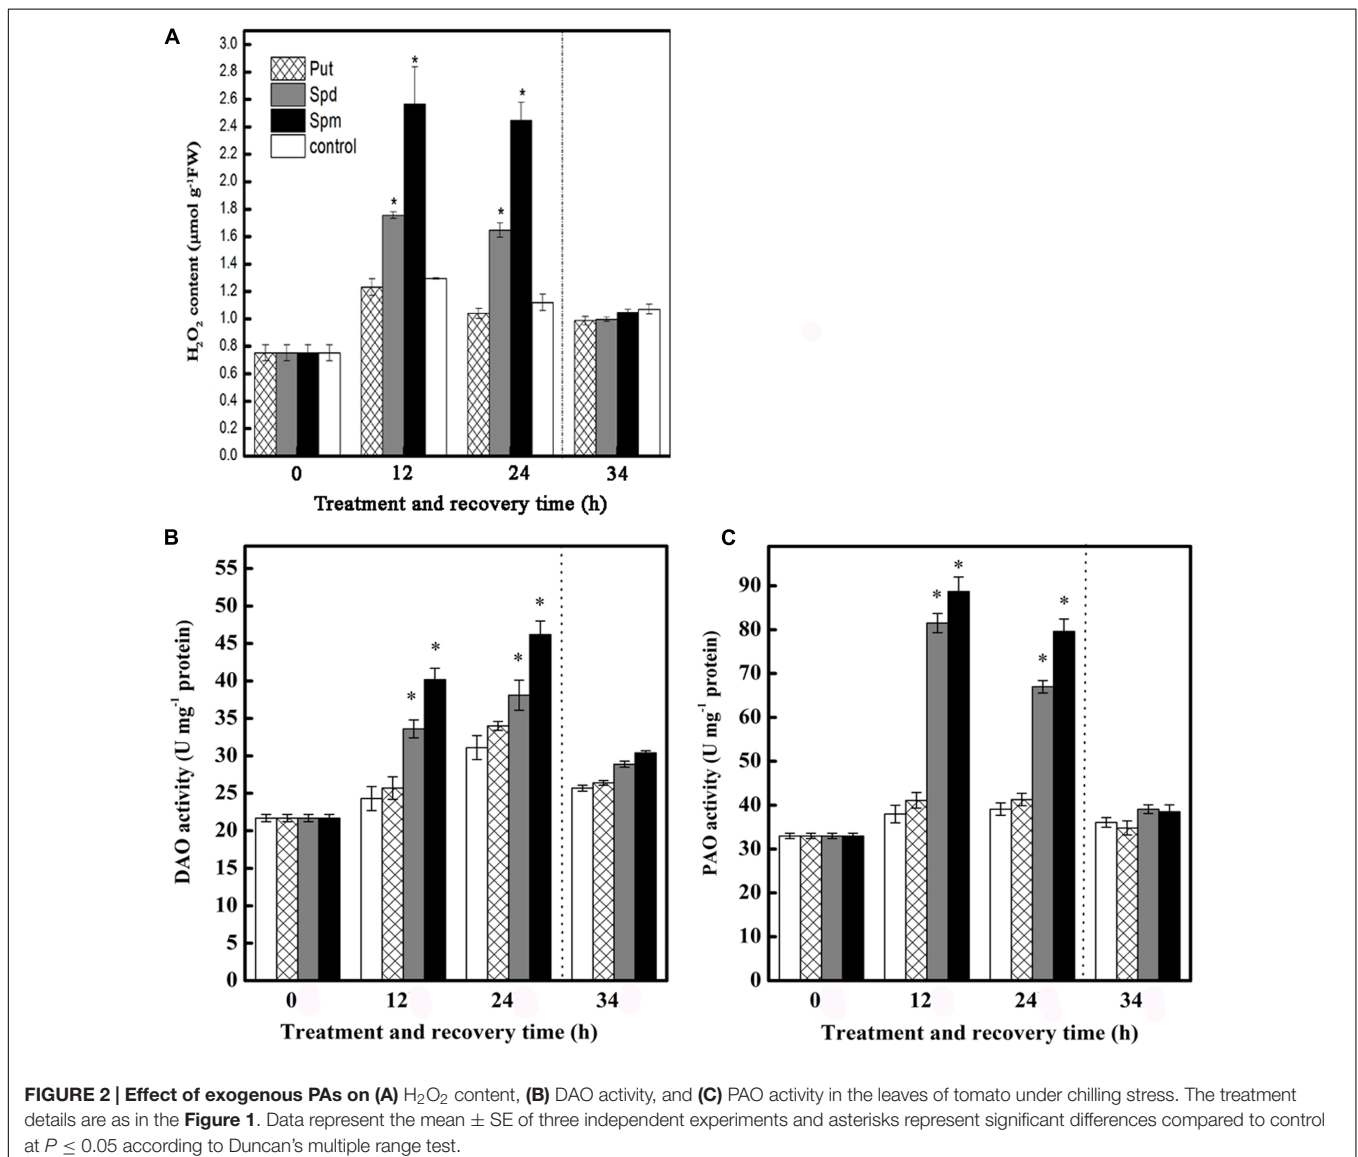 A
3.0
2.8
2.6
2.4
2.2
2.0
1.8
1.6
1.4
1.2
1.0
0.8
0.6
0.4
0.2
0.0
H₂O₂ content (μmol g⁻¹FW)
Put
Spd
Spm
control
* * * *
0 12 24 34
Treatment and recovery time (h)
B
55
50
45
40
35
30
25
20
15
10
5
0
DAO activity (U mg⁻¹ protein)
* * * *
0 12 24 34
Treatment and recovery time (h)
C
90
80
70
60
50
40
30
20
10
0
PAO activity (U mg⁻¹ protein)
* * * *
0 12 24 34
Treatment and recovery time (h)
FIGURE 2 | Effect of exogenous PAs on (A) H₂O₂ content, (B) DAO activity, and (C) PAO activity in the leaves of tomato under chilling stress. The treatment
details are as in the Figure 1. Data represent the mean ± SE of three independent experiments and asterisks represent significant differences compared to control
at P ≤ 0.05 according to Duncan’s multiple range test.